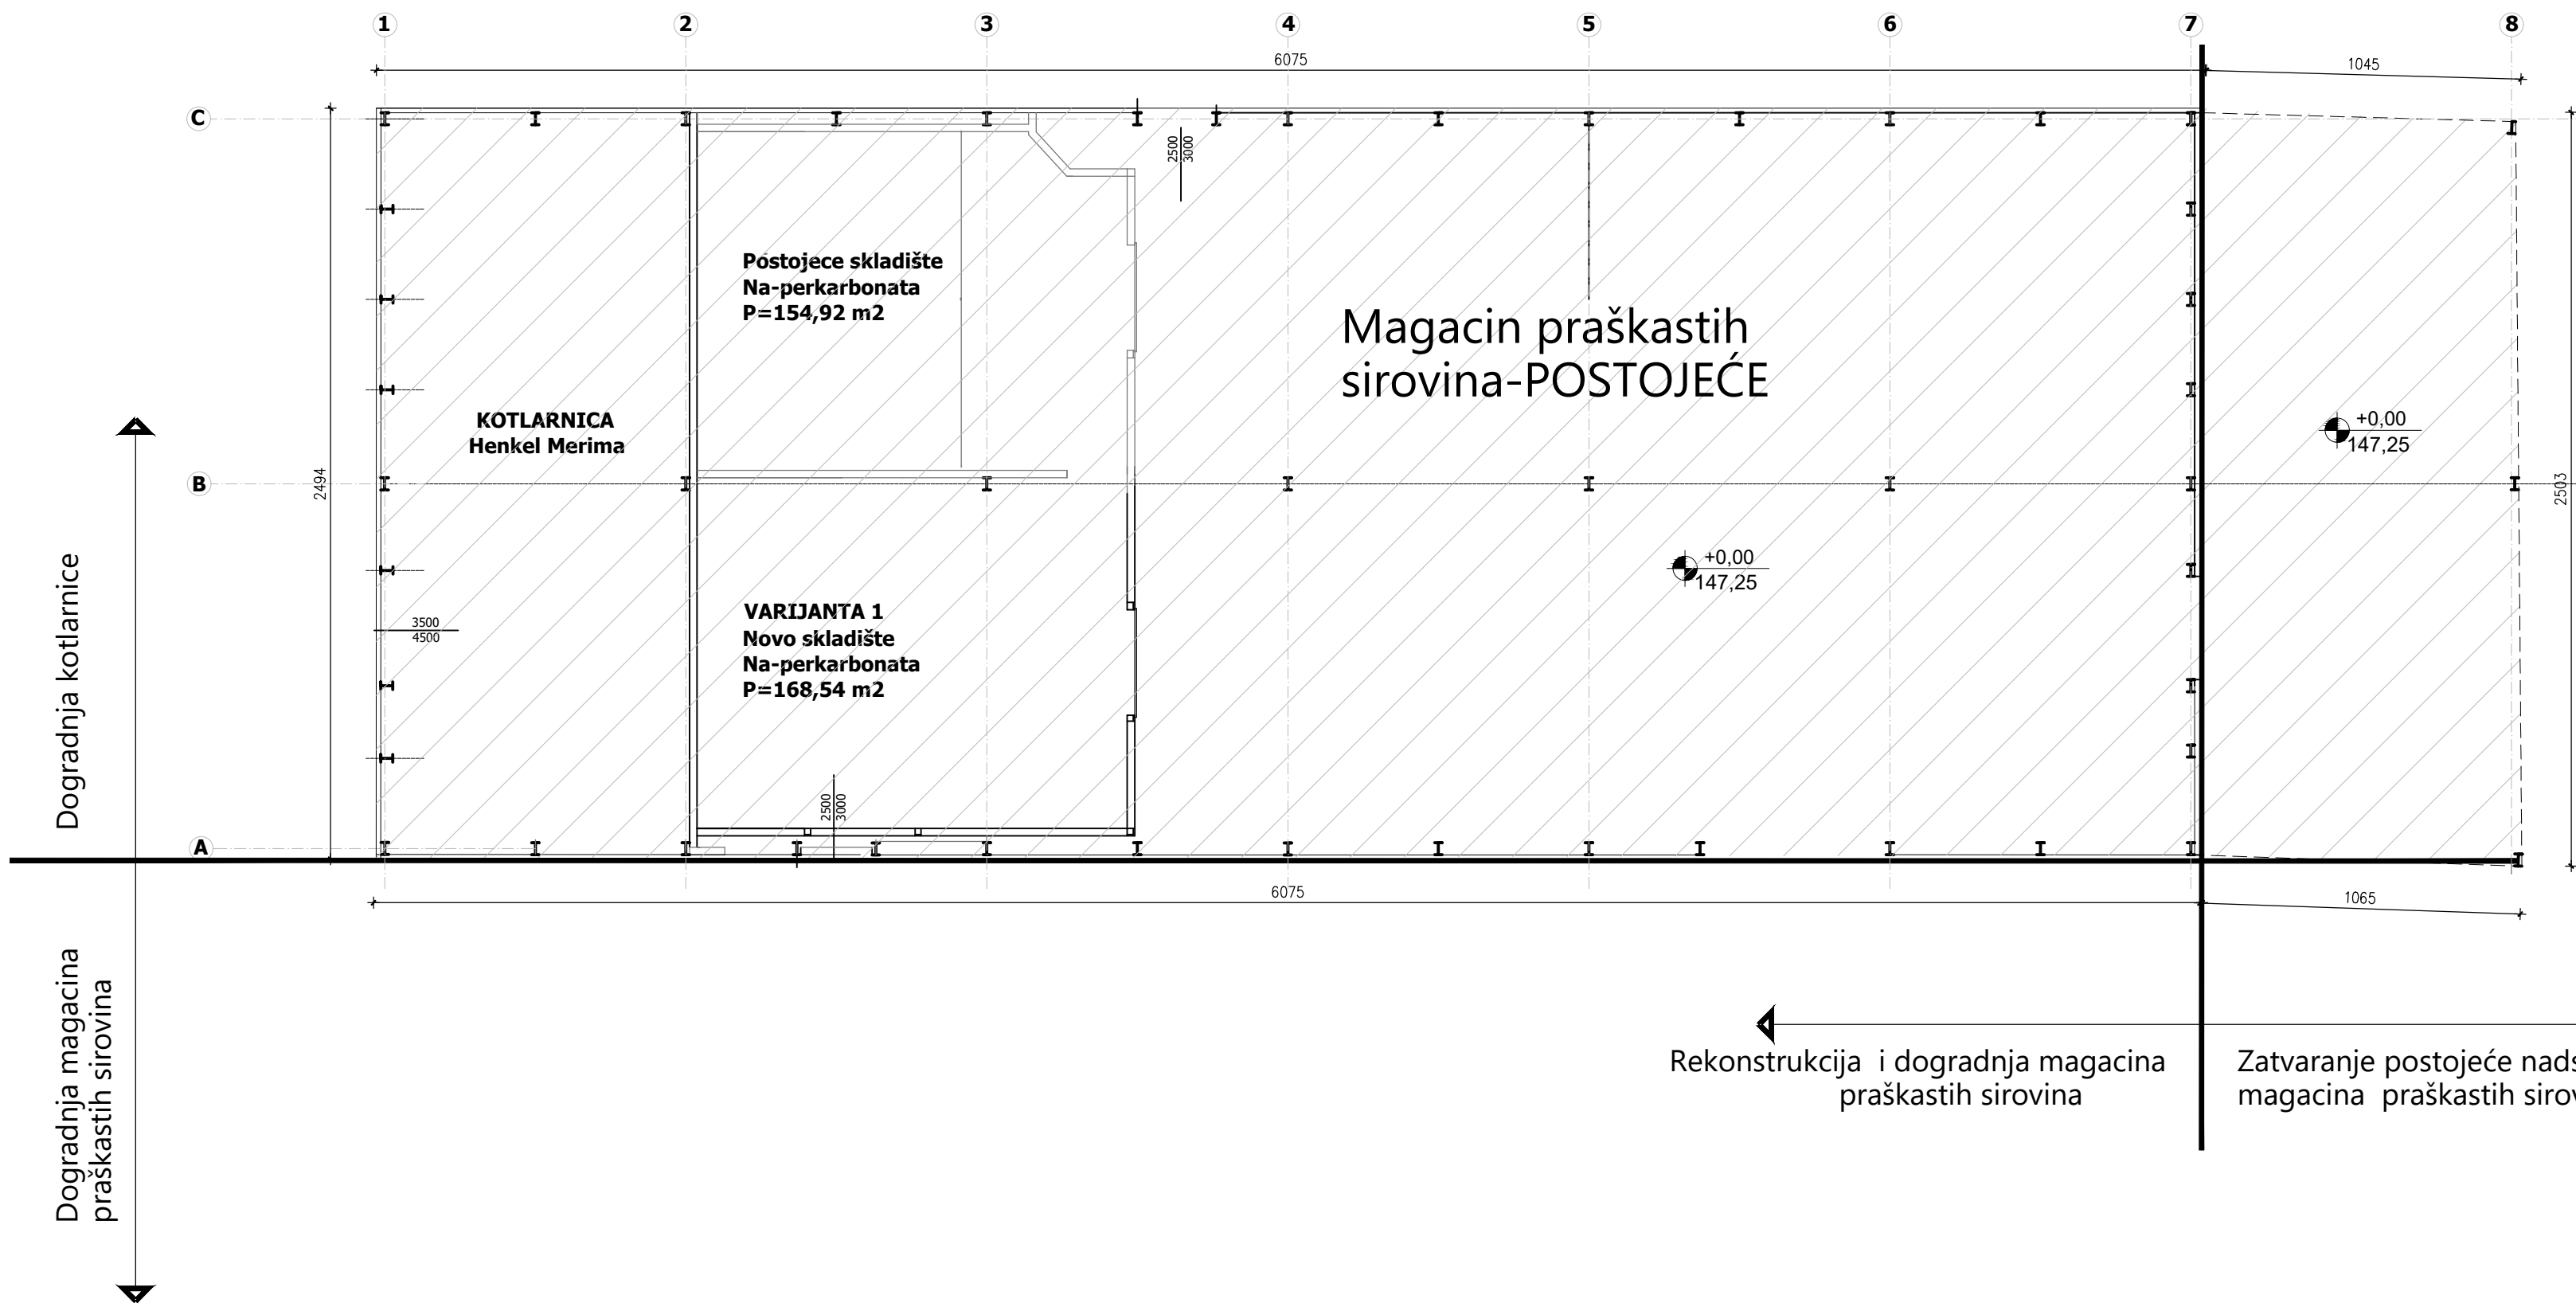 1 2 3 4 5 6 7 8
6075
1045
C
2500
3000
Postojece skladište
Na-perkarbonata
P=154,92 m2
Magacin praškastih
sirovina-POSTOJEĆE
KOTLARNICA
Henkel Merima
+0,00
147,25
B
2494
2503
+0,00
147,25
Dogradnja kotlarnice
3500
4500
VARIJANTA 1
Novo skladište
Na-perkarbonata
P=168,54 m2
2500
3000
A
6075
1065
Dogradnja magacina
praškastih sirovina
Rekonstrukcija i dogradnja magacina
praškastih sirovina
Zatvaranje postojeće
magacina praškastih